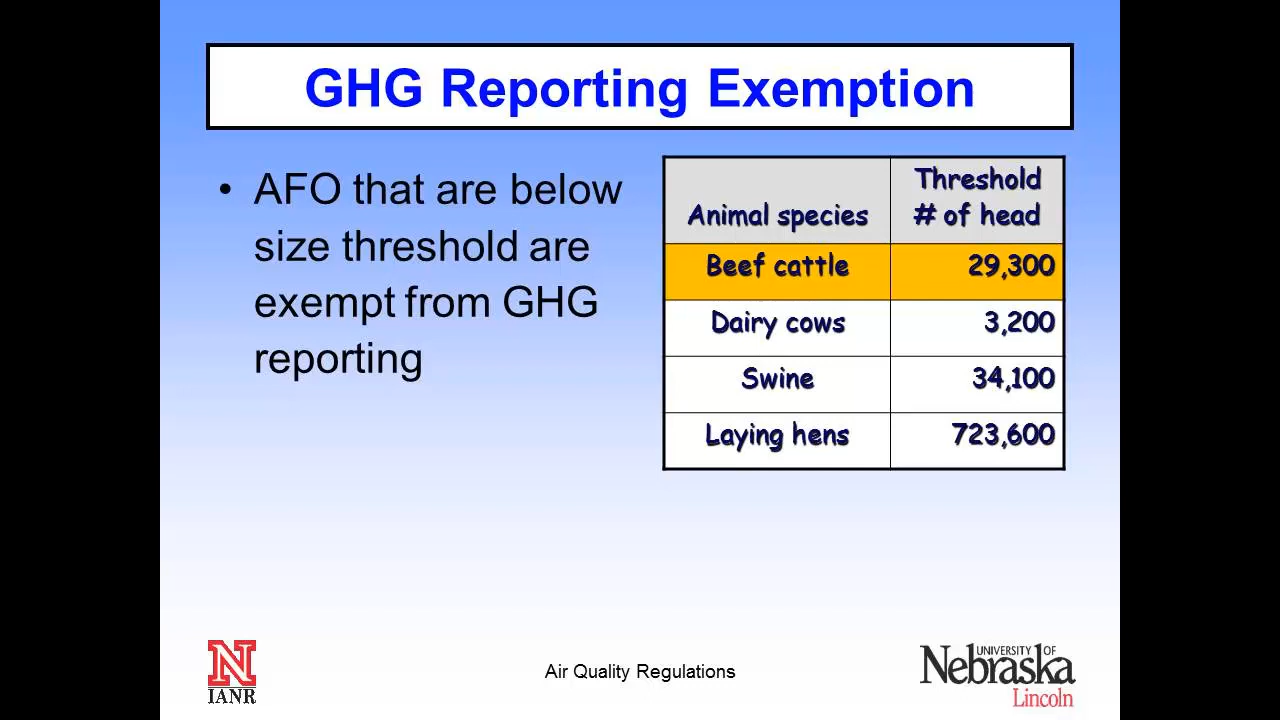 GHG Reporting Exemption
• AFO that are below
size threshold are
exempt from GHG
reporting
Threshold
Animal species # of head
Beef cattle 29,300
Dairy cows 3,200
Swine 34,100
Laying hens 723,600
N
IANR
Air Quality Regulations
UNIVERSITY OF
Nebraska
Lincoln